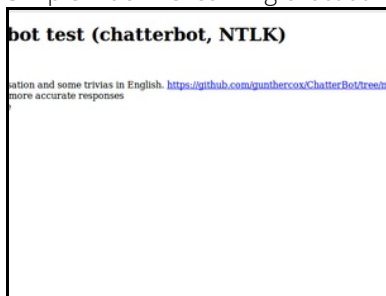 bot test (chatterbot, NTLK)
sation and some trivias in English. https://github.com/gunthercox/ChatterBot/tree/m
more accurate responses